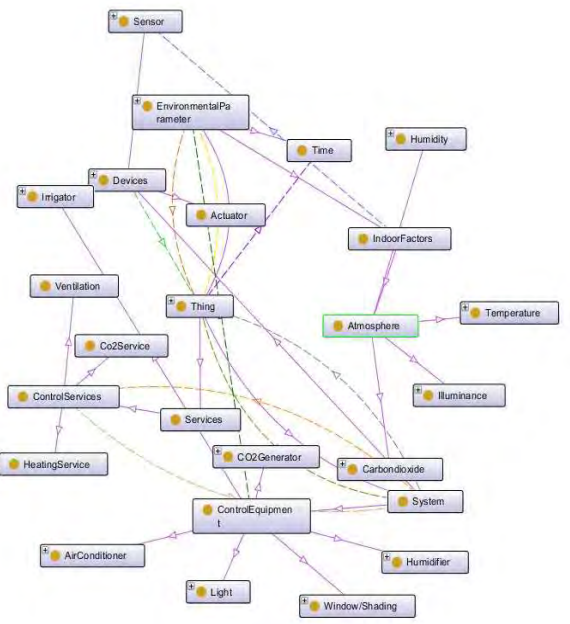 Sensor
EnvironmentalPa
rameter
Time
Humidity
Devices
Irrigator
Actuator
IndoorFactors
Ventilation
Thing
Temperature
Atmosphere
Co2Service
ControlServices
Illuminance
Services
HeatingService
CO2Generator
Carbondioxide
System
ControlEquipmen
t
AirConditioner
Humidifier
Light
Window/Shading